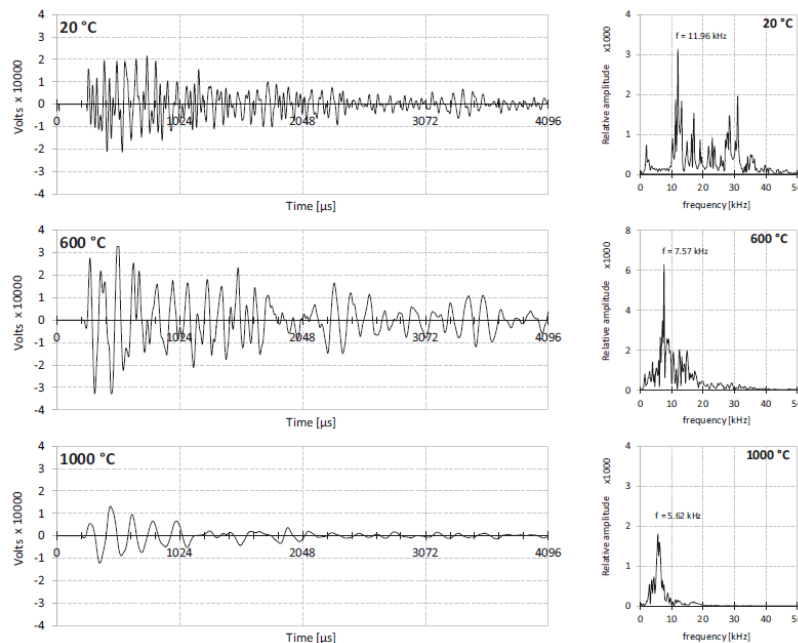 20 °C
4
3
2
1
0
-1
-2
-3
-4
Volts x 10000
0
1024
2048
3072
4096
Time [µs]
20 °C
x1000
Relative amplitude
f = 11.96 kHz
4
3
2
1
0
0 10 20 30 40 50
frequency [kHz]
600 °C
4
3
2
1
0
-1
-2
-3
-4
Volts x 10000
0
1024
2048
3072
4096
Time [µs]
600 °C
x1000
Relative amplitude
f = 7.57 kHz
8
6
4
2
0
0 10 20 30 40 50
frequency [kHz]
1000 °C
4
3
2
1
0
-1
-2
-3
-4
Volts x 10000
0
1024
2048
3072
4096
Time [µs]
1000 °C
x1000
Relative amplitude
f = 5.62 kHz
4
3
2
1
0
0 10 20 30 40 50
frequency [kHz]